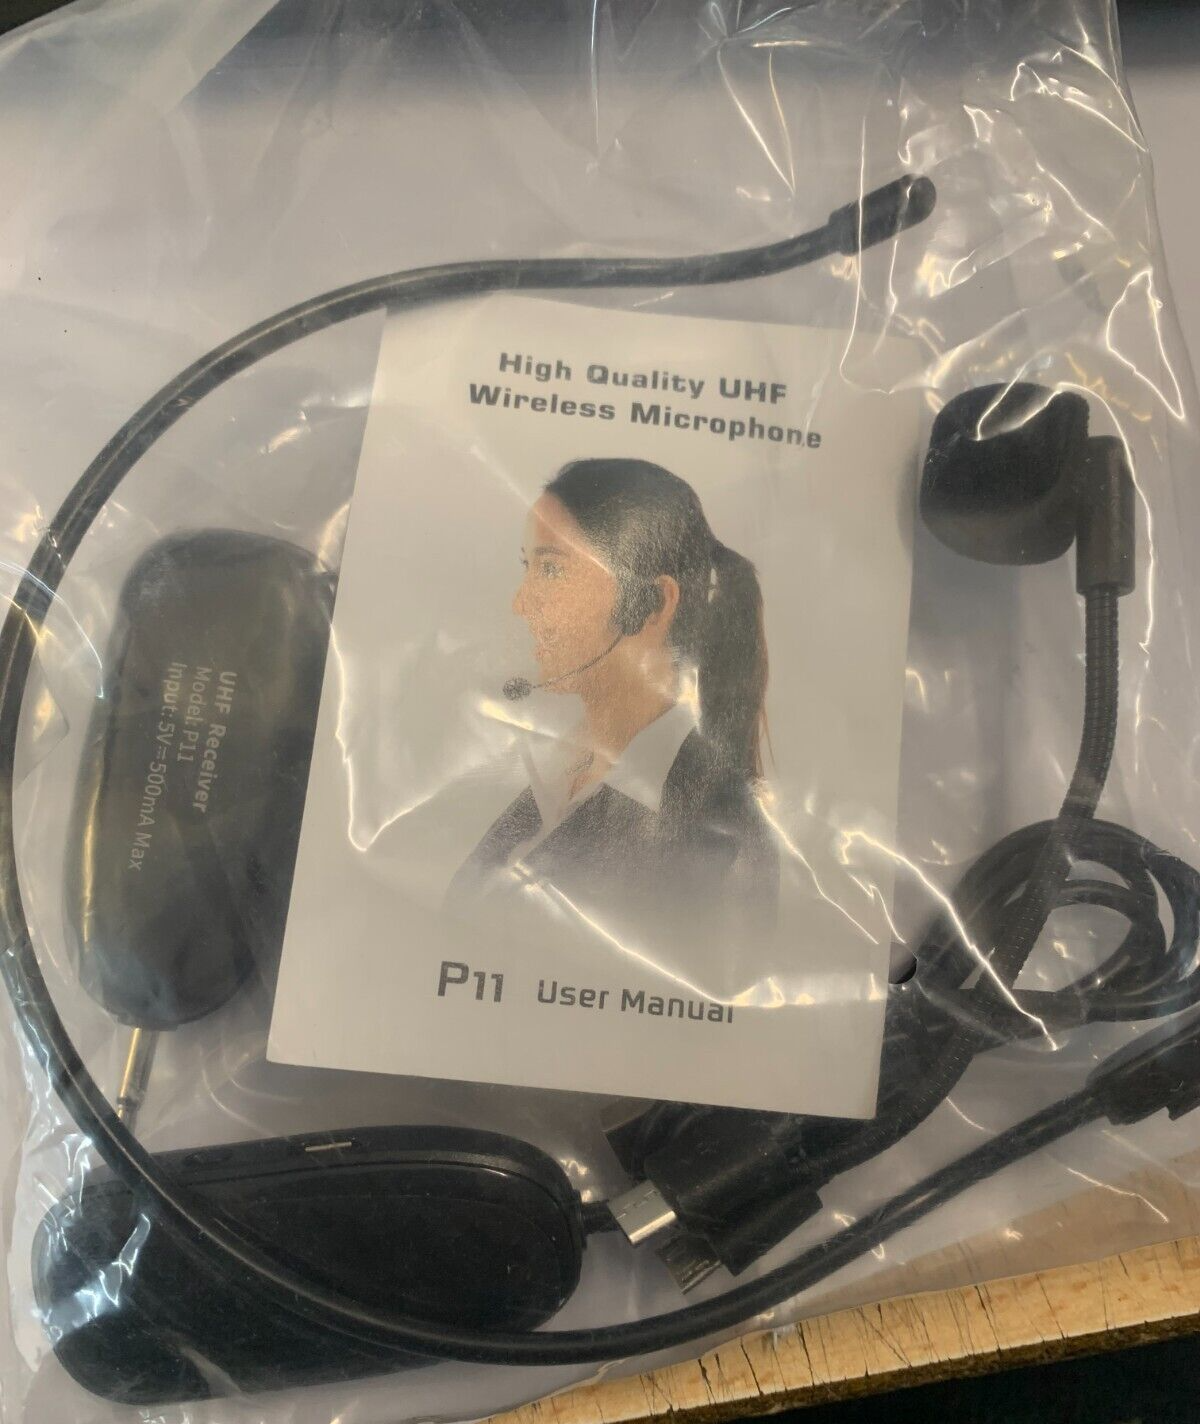 High Quality UHF
Wireless Microphone
UHF Receiver
Model: P11
Input: 5V⎓500mA Max
P11 User Manual